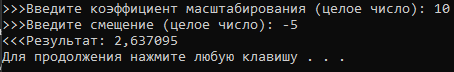 >>>Введите коэффициент масштабирования (целое число): 10
>>>Введите смещение (целое число): -5
<<<Результат: 2,637095
Для продолжения нажмите любую клавишу . . .